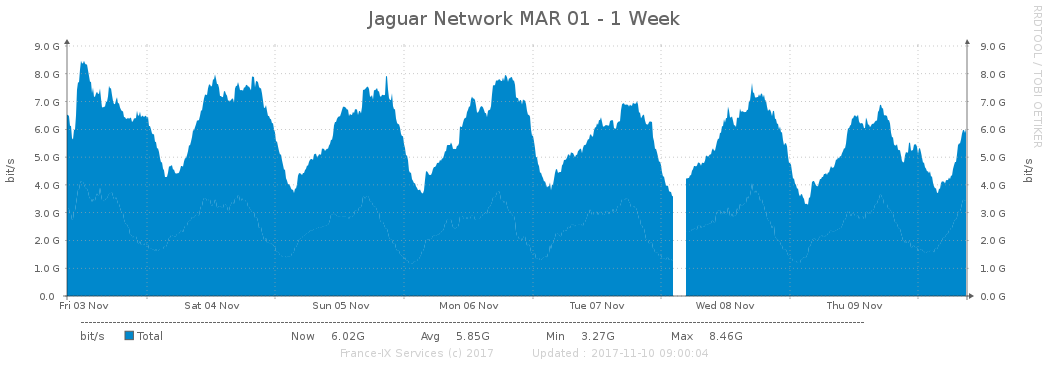 Jaguar Network MAR 01 - 1 Week
RRDTOOL / TOBI OETIKER
bit/s
9.0 G 9.0 G
8.0 G 8.0 G
7.0 G 7.0 G
6.0 G 6.0 G
5.0 G 5.0 G
4.0 G 4.0 G
3.0 G 3.0 G
2.0 G 2.0 G
1.0 G 1.0 G
0.0 0.0 G
bit/s
Fri 03 Nov Sat 04 Nov Sun 05 Nov Mon 06 Nov Tue 07 Nov Wed 08 Nov Thu 09 Nov
bit/s Total Now 6.02G Avg 5.85G Min 3.27G Max 8.46G
France-IX Services (c) 2017 Updated : 2017-11-10 09:00:04